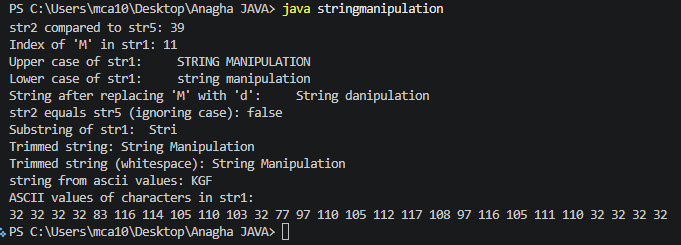 PS C:\Users\mca10\Desktop\Anagha JAVA> java stringmanipulation
str2 compared to str5: 39
Index of 'M' in str1: 11
Upper case of str1:     STRING MANIPULATION
Lower case of str1:     string manipulation
String after replacing 'M' with 'd':     String danipulation
str2 equals str5 (ignoring case): false
Substring of str1:  Stri
Trimmed string: String Manipulation
Trimmed string (whitespace): String Manipulation
string from ascii values: KGF
ASCII values of characters in str1:
32 32 32 32 83 116 114 105 110 103 32 77 97 110 105 112 117 108 97 116 105 111 110 32 32 32 32
PS C:\Users\mca10\Desktop\Anagha JAVA>